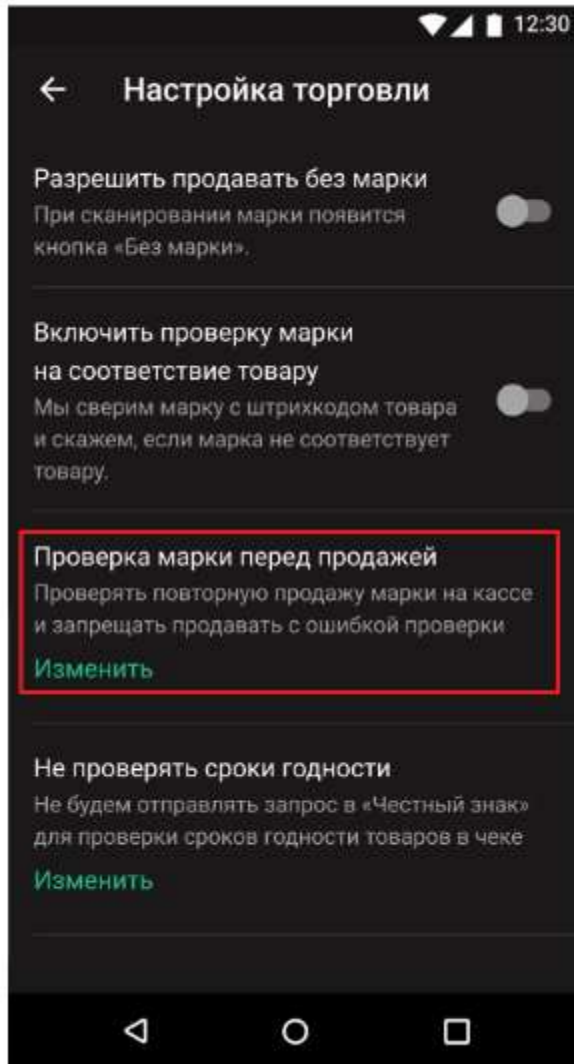 12:30
Настройка торговли
Разрешить продавать без марки
При сканировании марки появится
кнопка «Без марки».
Включить проверку марки
на соответствие товару
Мы сверим марку с штрихкодом товара
и скажем, если марка не соответствует
товару.
Проверка марки перед продажей
Проверять повторную продажу марки на кассе
и запрещать продавать с ошибкой проверки
Изменить
Не проверять сроки годности
Не будем отправлять запрос в «Честный знак»
для проверки сроков годности товаров в чеке
Изменить